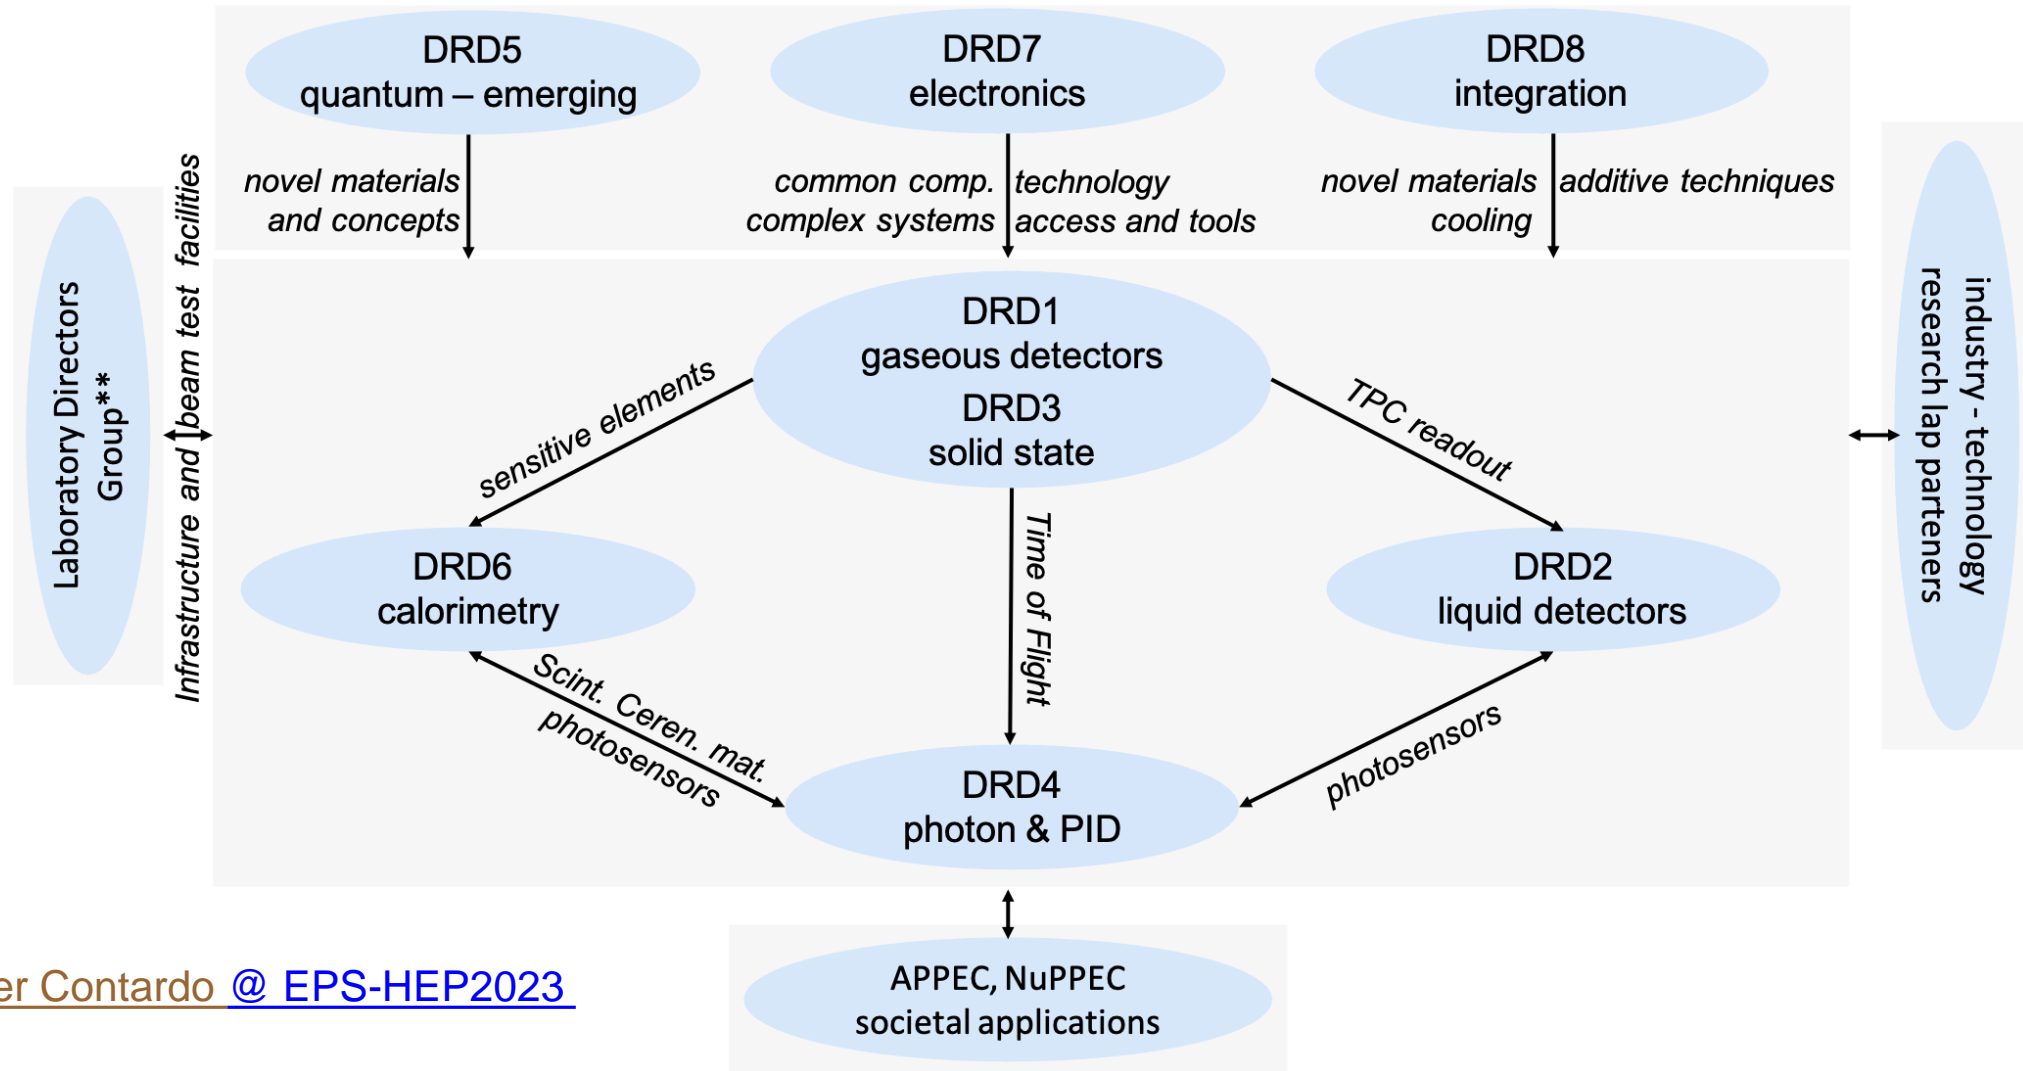 DRD5
quantum – emerging
DRD7
electronics
DRD8
integration
novel materials
and concepts
common comp.
complex systems
technology
access and tools
novel materials
cooling
additive techniques
Laboratory Directors
Group**
Infrastructure and beam test facilities
industry - technology
research lap parteners
DRD1
gaseous detectors
DRD3
solid state
sensitive elements
TPC readout
Time of Flight
DRD6
calorimetry
DRD2
liquid detectors
Scint. Ceren. mat.
photosensors
photosensors
DRD4
photon & PID
APPEC, NuPPEC
societal applications
er Contardo @ EPS-HEP2023